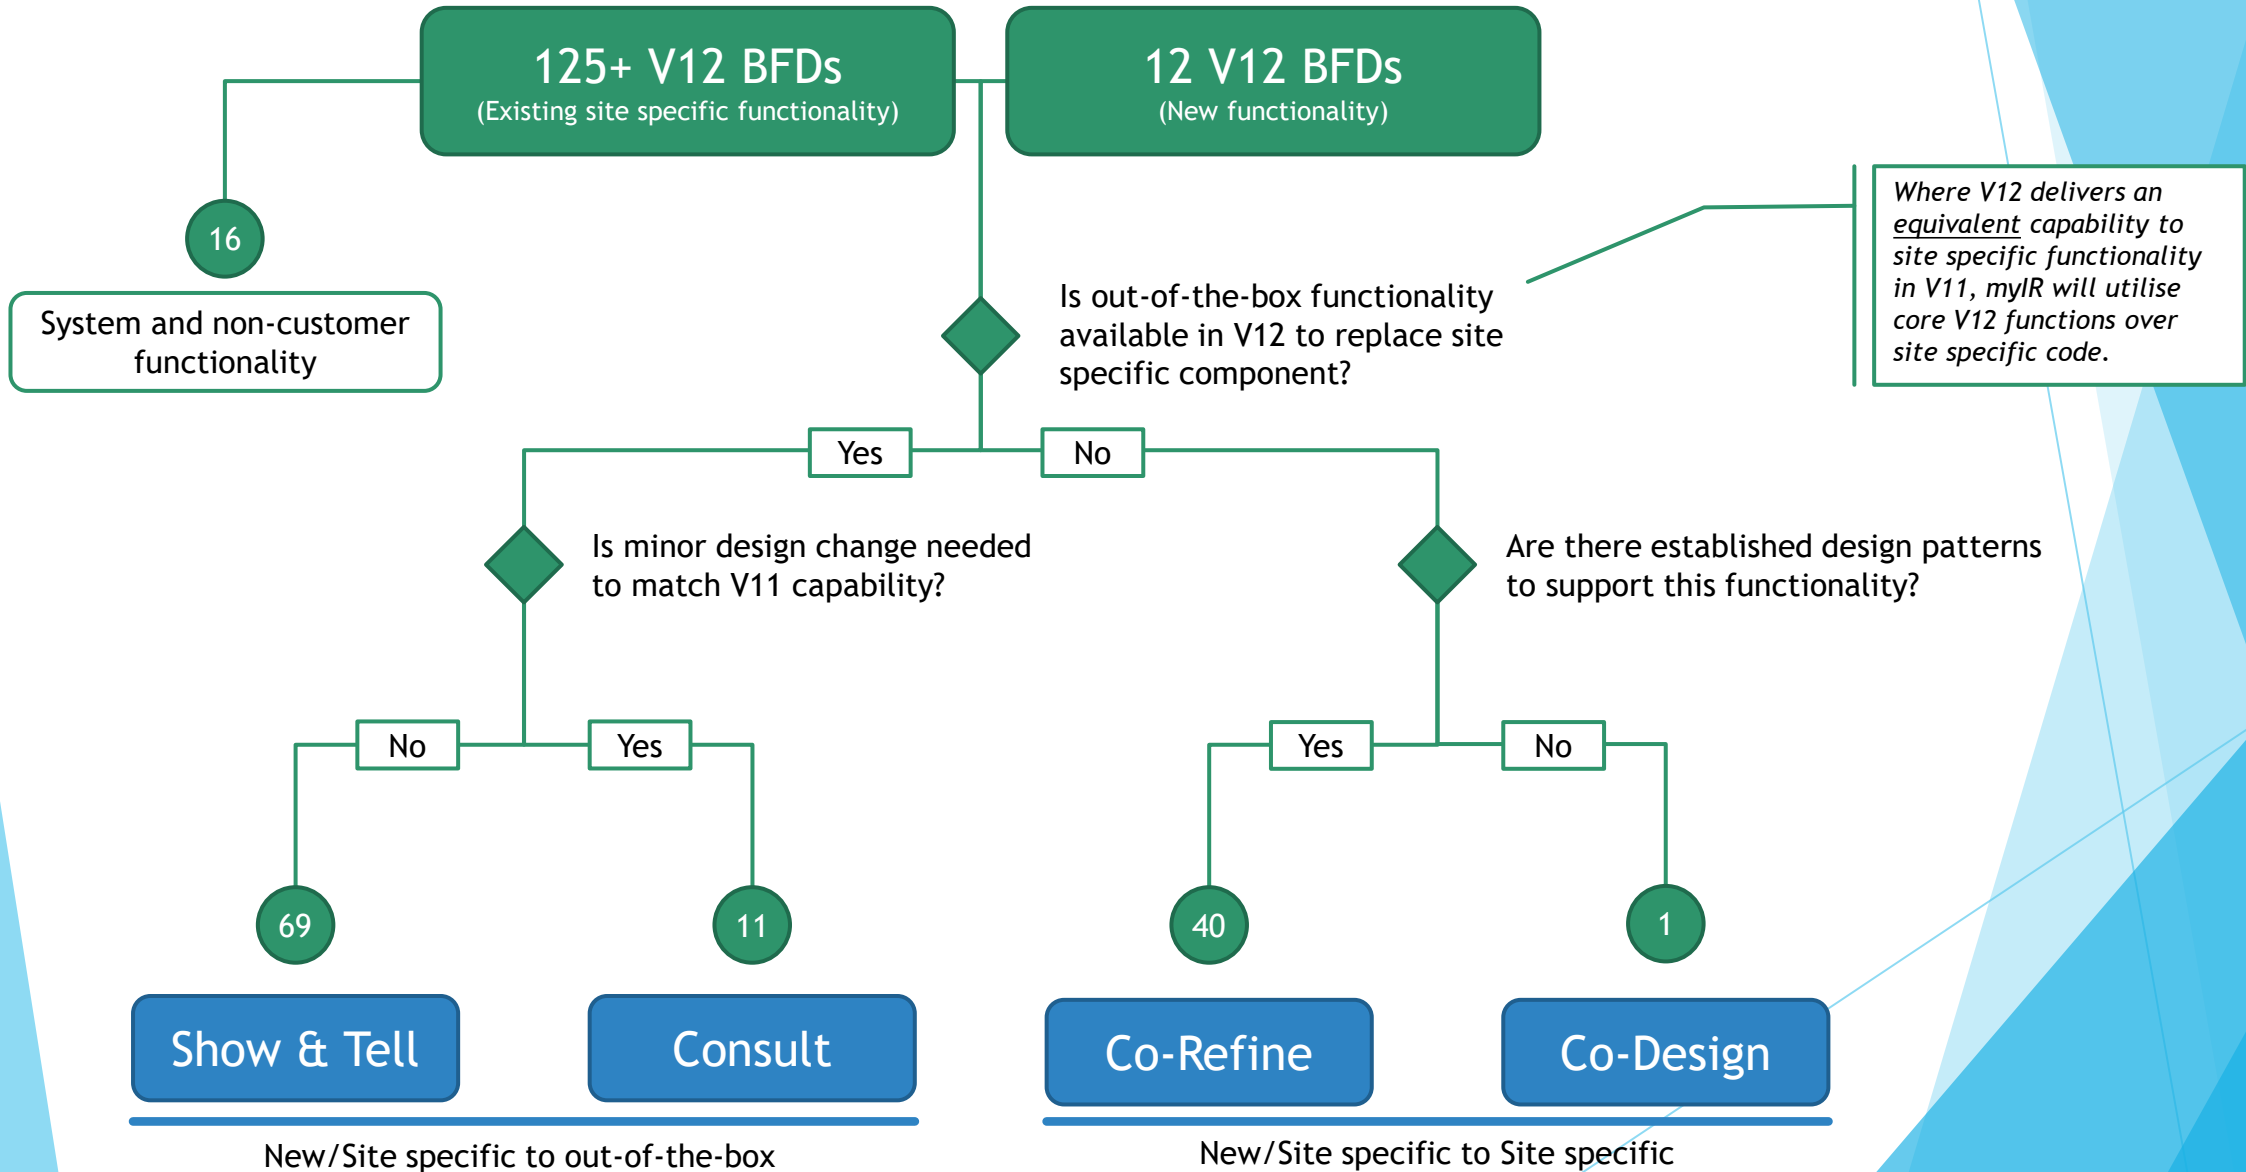 125+ V12 BFDs
(Existing site specific functionality)
12 V12 BFDs
(New functionality)
16
System and non-customer
functionality
Where V12 delivers an
equivalent capability to
site specific functionality
in V11, myIR will utilise
core V12 functions over
site specific code.
Is out-of-the-box functionality
available in V12 to replace site
specific component?
Yes
No
Is minor design change needed
to match V11 capability?
Are there established design patterns
to support this functionality?
No
Yes
Yes
No
69
11
40
1
Show & Tell
Consult
Co-Refine
Co-Design
New/Site specific to out-of-the-box
New/Site specific to Site specific